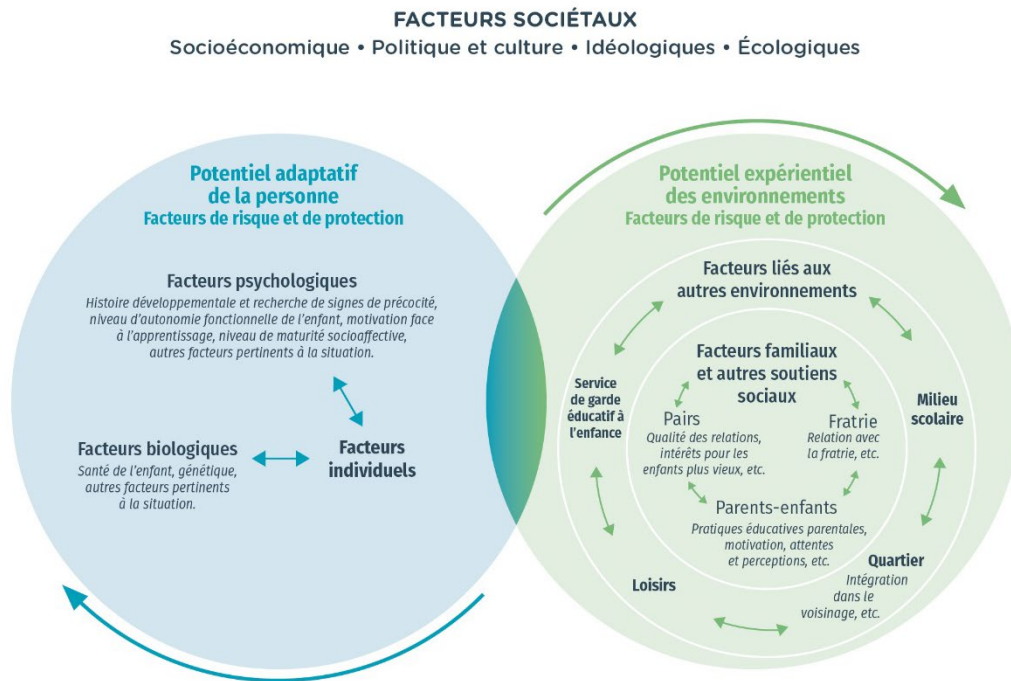 FACTEURS SOCIÉTAUX
Socioéconomique • Politique et culture • Idéologiques • Écologiques
Potentiel adaptatif
de la personne
Facteurs de risque et de protection
Facteurs psychologiques
Histoire développementale et recherche de signes de précocité,
niveau d'autonomie fonctionnelle de l'enfant, motivation face
à l'apprentissage, niveau de maturité socioaffective,
autres facteurs pertinents à la situation.
Facteurs biologiques
Santé de l'enfant, génétique,
autres facteurs pertinents
à la situation.
Facteurs
individuels
Potentiel expérientiel
des environnements
Facteurs de risque et de protection
Facteurs liés aux
autres environnements
Service
de garde
éducatif à
l'enfance
Facteurs familiaux
et autres soutiens
sociaux
Pairs
Qualité des relations,
intérêts pour les
enfants plus vieux, etc.
Fratrie
Relation avec
la fratrie, etc.
Milieu
scolaire
Parents-enfants
Pratiques éducatives parentales,
motivation, attentes
et perceptions, etc.
Loisirs
Quartier
Intégration
dans le
voisinage, etc.